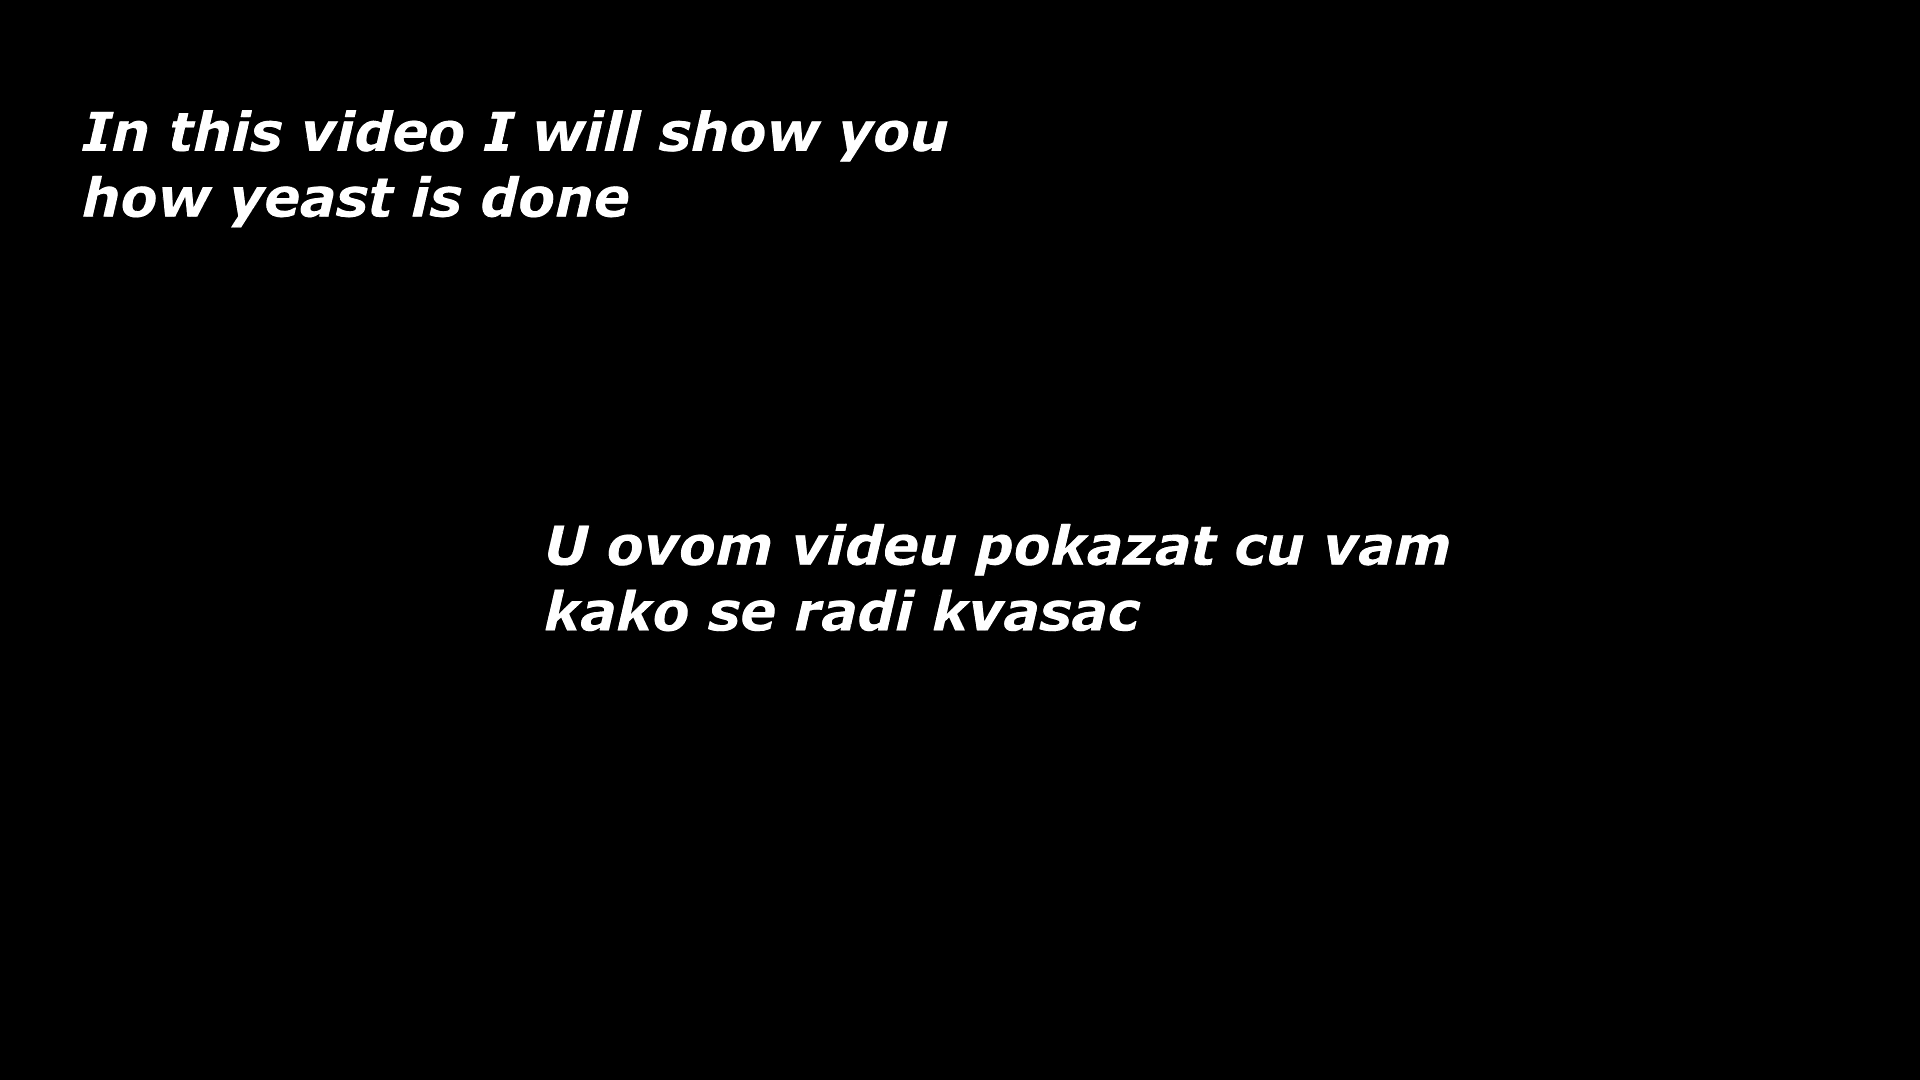 In this video I will show you
how yeast is done
U ovom videu pokazat cu vam
kako se radi kvasac